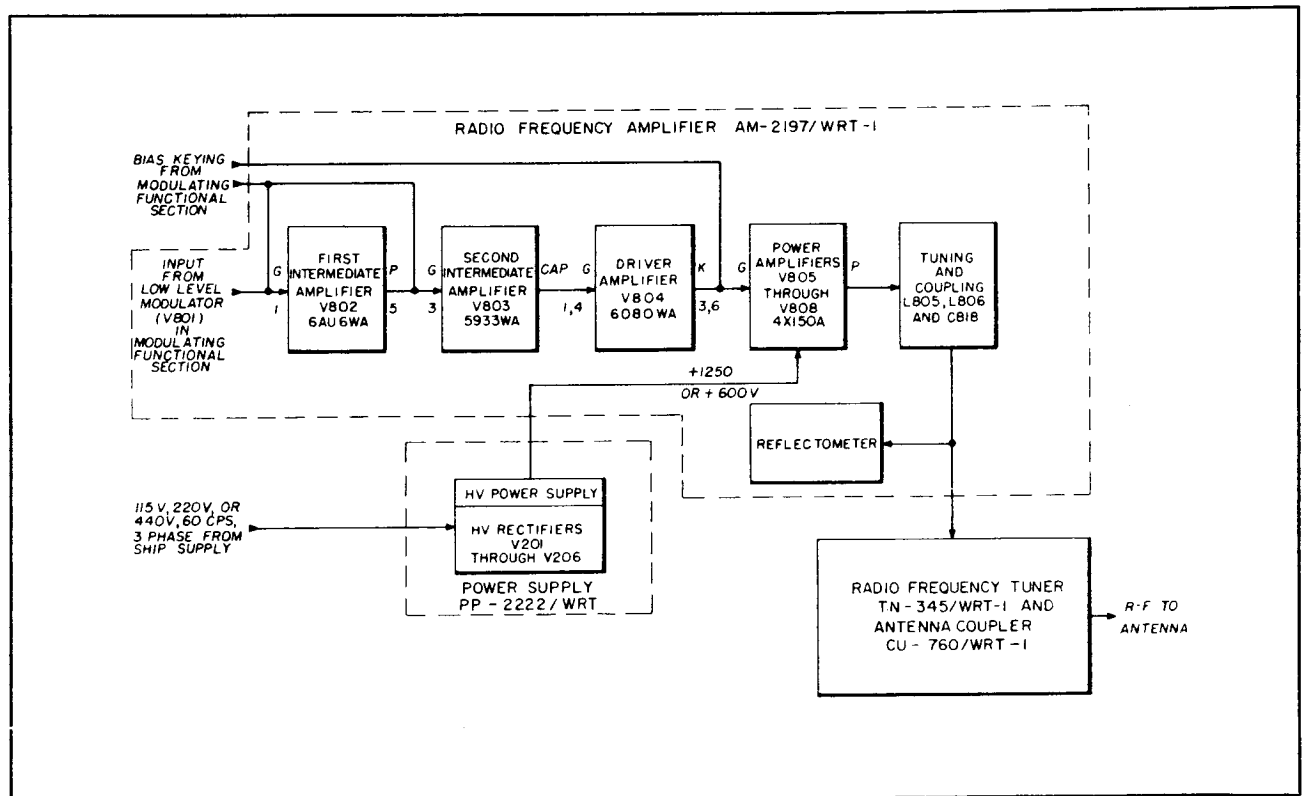 RADIO FREQUENCY AMPLIFIER AM-2197/WRT-1
BIAS KEYING
FROM
MODULATING
FUNCTIONAL
SECTION
INPUT
FROM
LOW LEVEL
MODULATOR
(V801)
IN
MODULATING
FUNCTIONAL
SECTION
G
1
FIRST
INTERMEDIATE
AMPLIFIER
V802
6AU6WA
P
5
G
3
SECOND
INTERMEDIATE
AMPLIFIER
V803
5933WA
CAP
G
1,4
DRIVER
AMPLIFIER
V804
6080WA
K
3,6
G
POWER
AMPLIFIERS
V805
THROUGH
V808
4X150A
P
TUNING
AND
COUPLING
L805, L806
AND C818
+1250
OR + 600V
REFLECTOMETER
115V, 220V, OR
440V, 60 CPS,
3 PHASE FROM
SHIP SUPPLY
HV POWER SUPPLY
HV RECTIFIERS
V201
THROUGH V206
POWER SUPPLY
PP - 2222/WRT
RADIO FREQUENCY TUNER
TN-345/WRT-1 AND
ANTENNA COUPLER
CU-760/WRT-1
R-F TO
ANTENNA